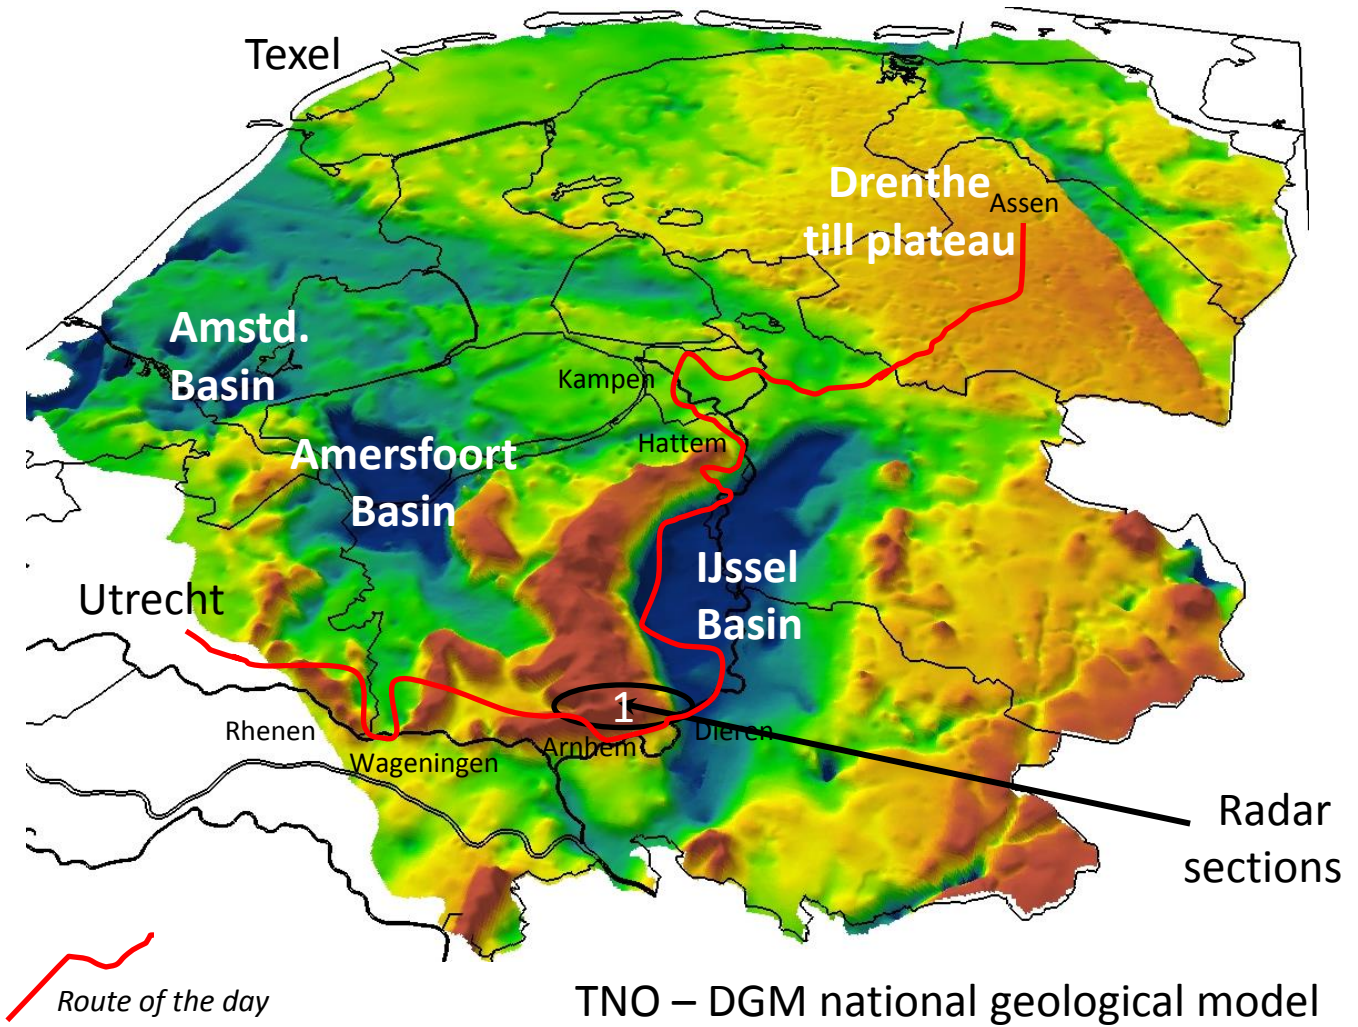 Texel
Drenthe
till plateau
Assen
Amstd.
Basin
Kampen
Hattem
Amersfoort
Basin
IJssel
Basin
Utrecht
1
Rhenen
Wageningen
Arnhem
Dieren
Radar
sections
Route of the day
TNO – DGM national geological model